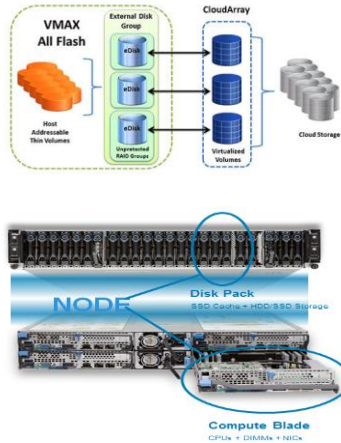 VMAX
All Flash
External Disk
Group
CloudArray
eDisk
eDisk
eDisk
Host
Addressable
Thin Volumes
Unprotected
RAID Groups
Virtualized
Volumes
Cloud Storage
NODE
Disk Pack
SSD Cache + HDD/SSD Storage
Compute Blade
CPUs + DIMMs + NICs